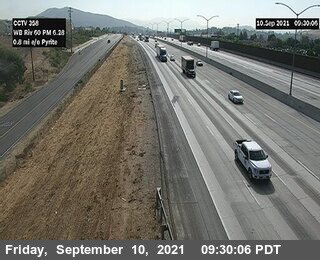 CCTV 358
WB Riv 60 PM 6.28
0.8 mi e/o Pyrite
10.Sep 2021
09:30:06
Friday, September 10, 2021 09:30:06 PDT